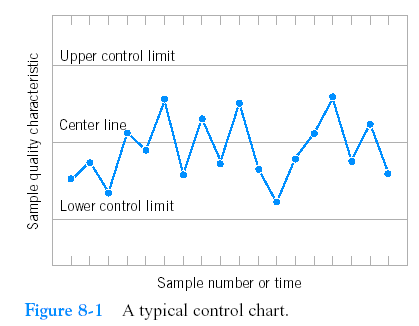 Upper control limit
Center line
Lower control limit
Sample quality characteristic
Sample number or time
Figure 8-1 A typical control chart.